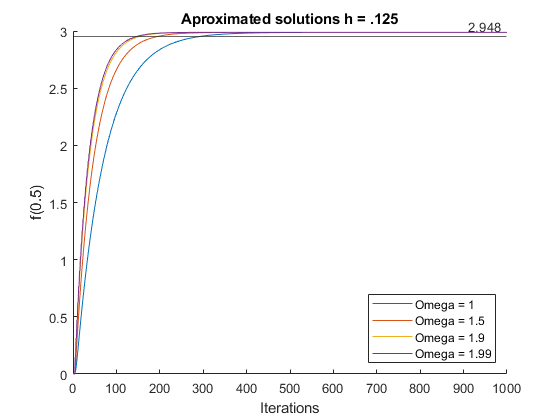 Aproximated solutions h = .125
2.948
3
2.5
2
1.5
1
0.5
0
f(0.5)
Omega = 1
Omega = 1.5
Omega = 1.9
Omega = 1.99
0 100 200 300 400 500 600 700 800 900 1000
Iterations